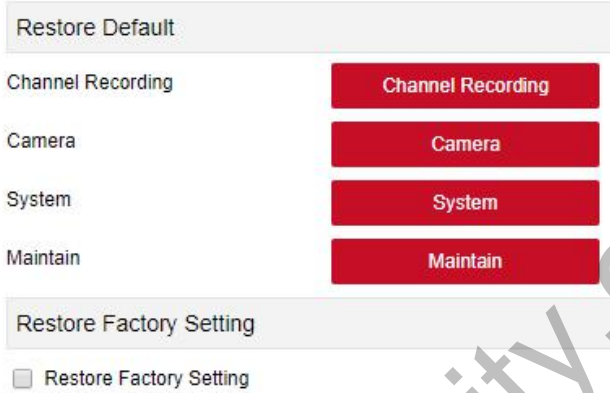 Restore Default
Channel Recording Channel Recording
Camera Camera
System System
Maintain Maintain
Restore Factory Setting
Restore Factory Setting